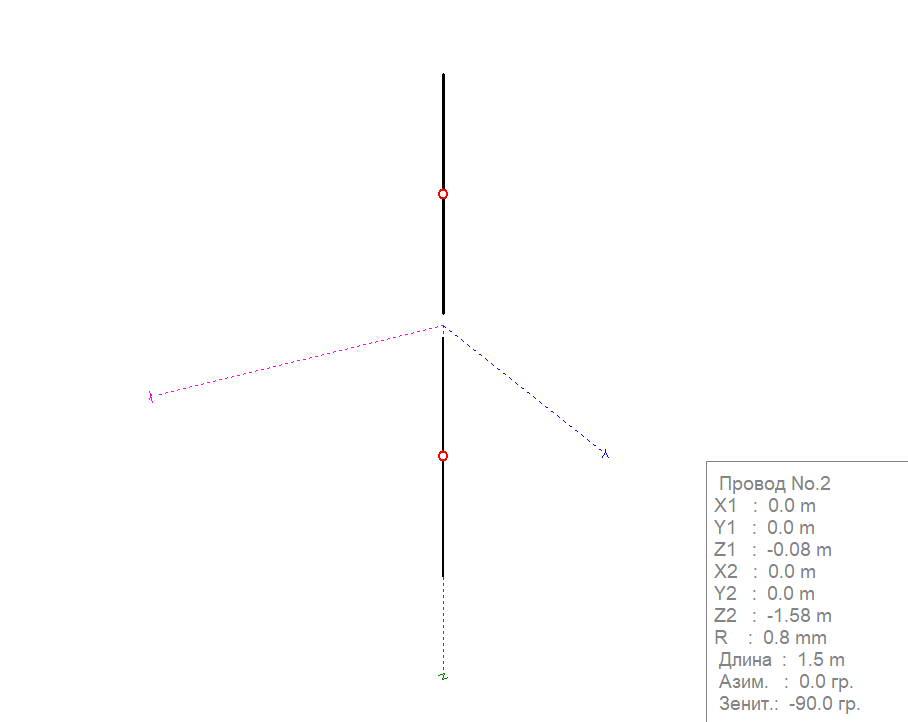 Провод No.2
X1 : 0.0 m
Y1 : 0.0 m
Z1 : -0.08 m
X2 : 0.0 m
Y2 : 0.0 m
Z2 : -1.58 m
R : 0.8 mm
Длина : 1.5 m
Азим. : 0.0 гр.
Зенит.: -90.0 гр.
X
Y
Z